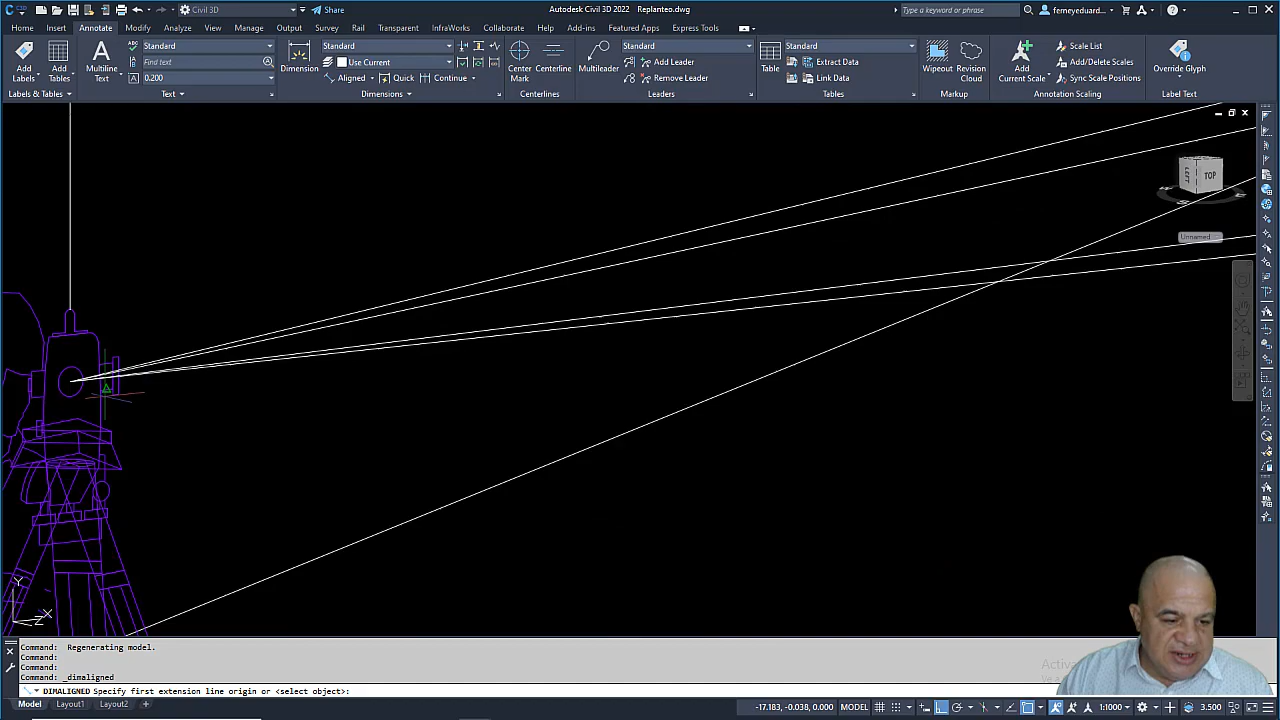 C3D Share Autodesk Civil 3D 2022 Replanteo.dwg Type a keyword or phrase ferneyeduard...
Civil 3D
Home Insert Annotate Modify Analyze View Manage Output Survey Rail Transparent InfraWorks Collaborate Help Add-ins Featured Apps Express Tools
Standard Standard Use Current Standard Standard
Find text
0.200
Add Labels
Add Tables
Multiline Text
Dimension
Aligned Quick Continue
Center Mark
Centerline
Multileader
Add Leader
Remove Leader
Table
Extract Data
Link Data
Wipeout
Revision Cloud
Add Current Scale
Scale List
Add/Delete Scales
Sync Scale Positions
Override Glyph
Labels & Tables Text Dimensions Centerlines Leaders Tables Markup Annotation Scaling Label Text
LEFT TOP
Unnamed
Y
X
Z
Command: Regenerating model.
Command:
Command:
Command: _dimaligned
DIMALIGNED Specify first extension line origin or <select object>:
Model Layout1 Layout2 + -17.183, -0.038, 0.000 MODEL 1:1000 3.500